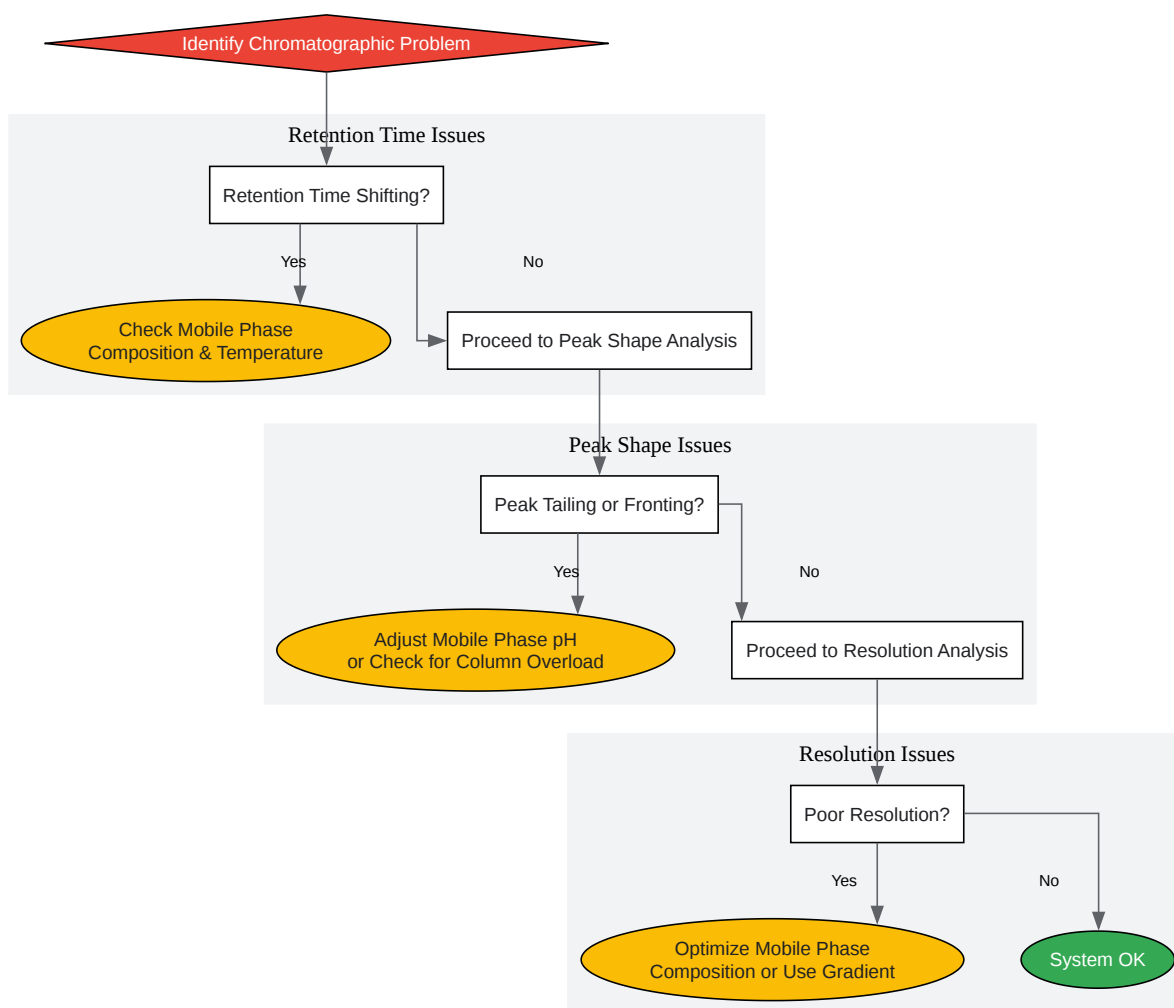 Identify Chromatographic Problem
Retention Time Issues
Retention Time Shifting?
Yes
No
Check Mobile Phase
Composition & Temperature
Proceed to Peak Shape Analysis
Peak Shape Issues
Peak Tailing or Fronting?
Yes
No
Adjust Mobile Phase pH
or Check for Column Overload
Proceed to Resolution Analysis
Resolution Issues
Poor Resolution?
Yes
No
Optimize Mobile Phase
Composition or Use Gradient
System OK